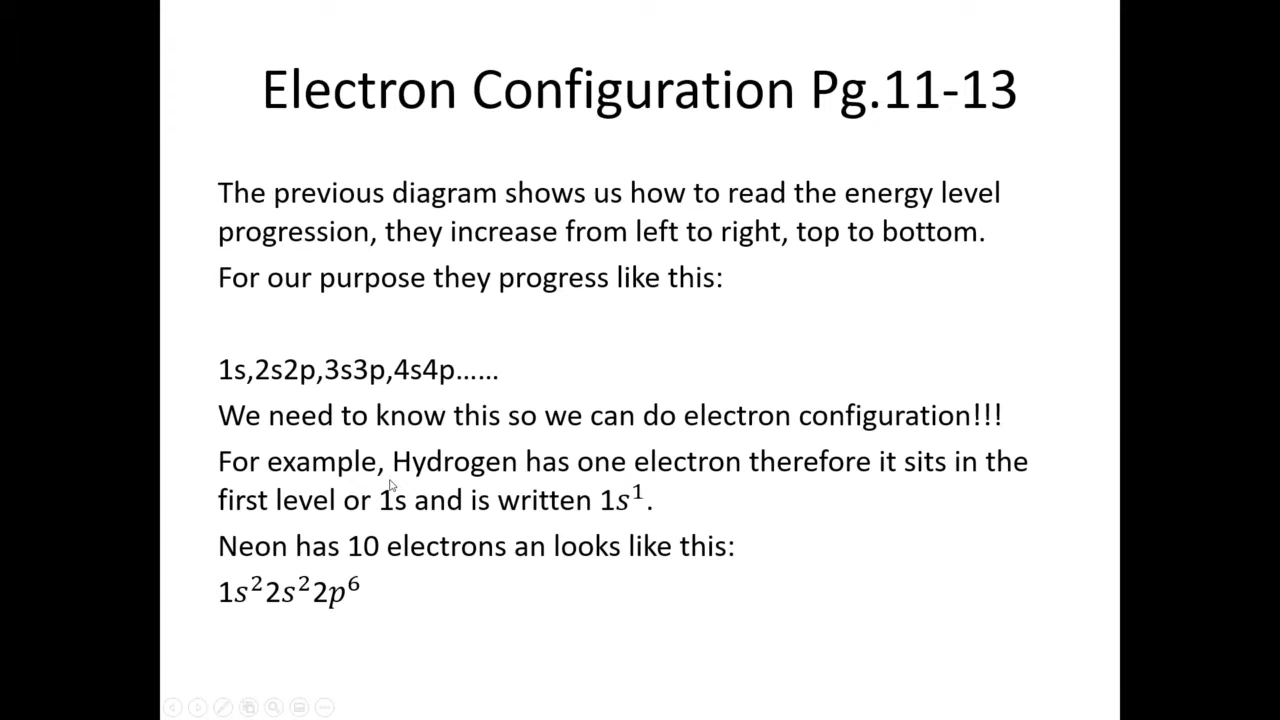 Electron Configuration Pg.11-13
The previous diagram shows us how to read the energy level
progression, they increase from left to right, top to bottom.
For our purpose they progress like this:
1s,2s2p,3s3p,4s4p……
We need to know this so we can do electron configuration!!!
For example, Hydrogen has one electron therefore it sits in the
first level or 1s and is written 1s¹.
Neon has 10 electrons an looks like this:
1s²2s²2p⁶